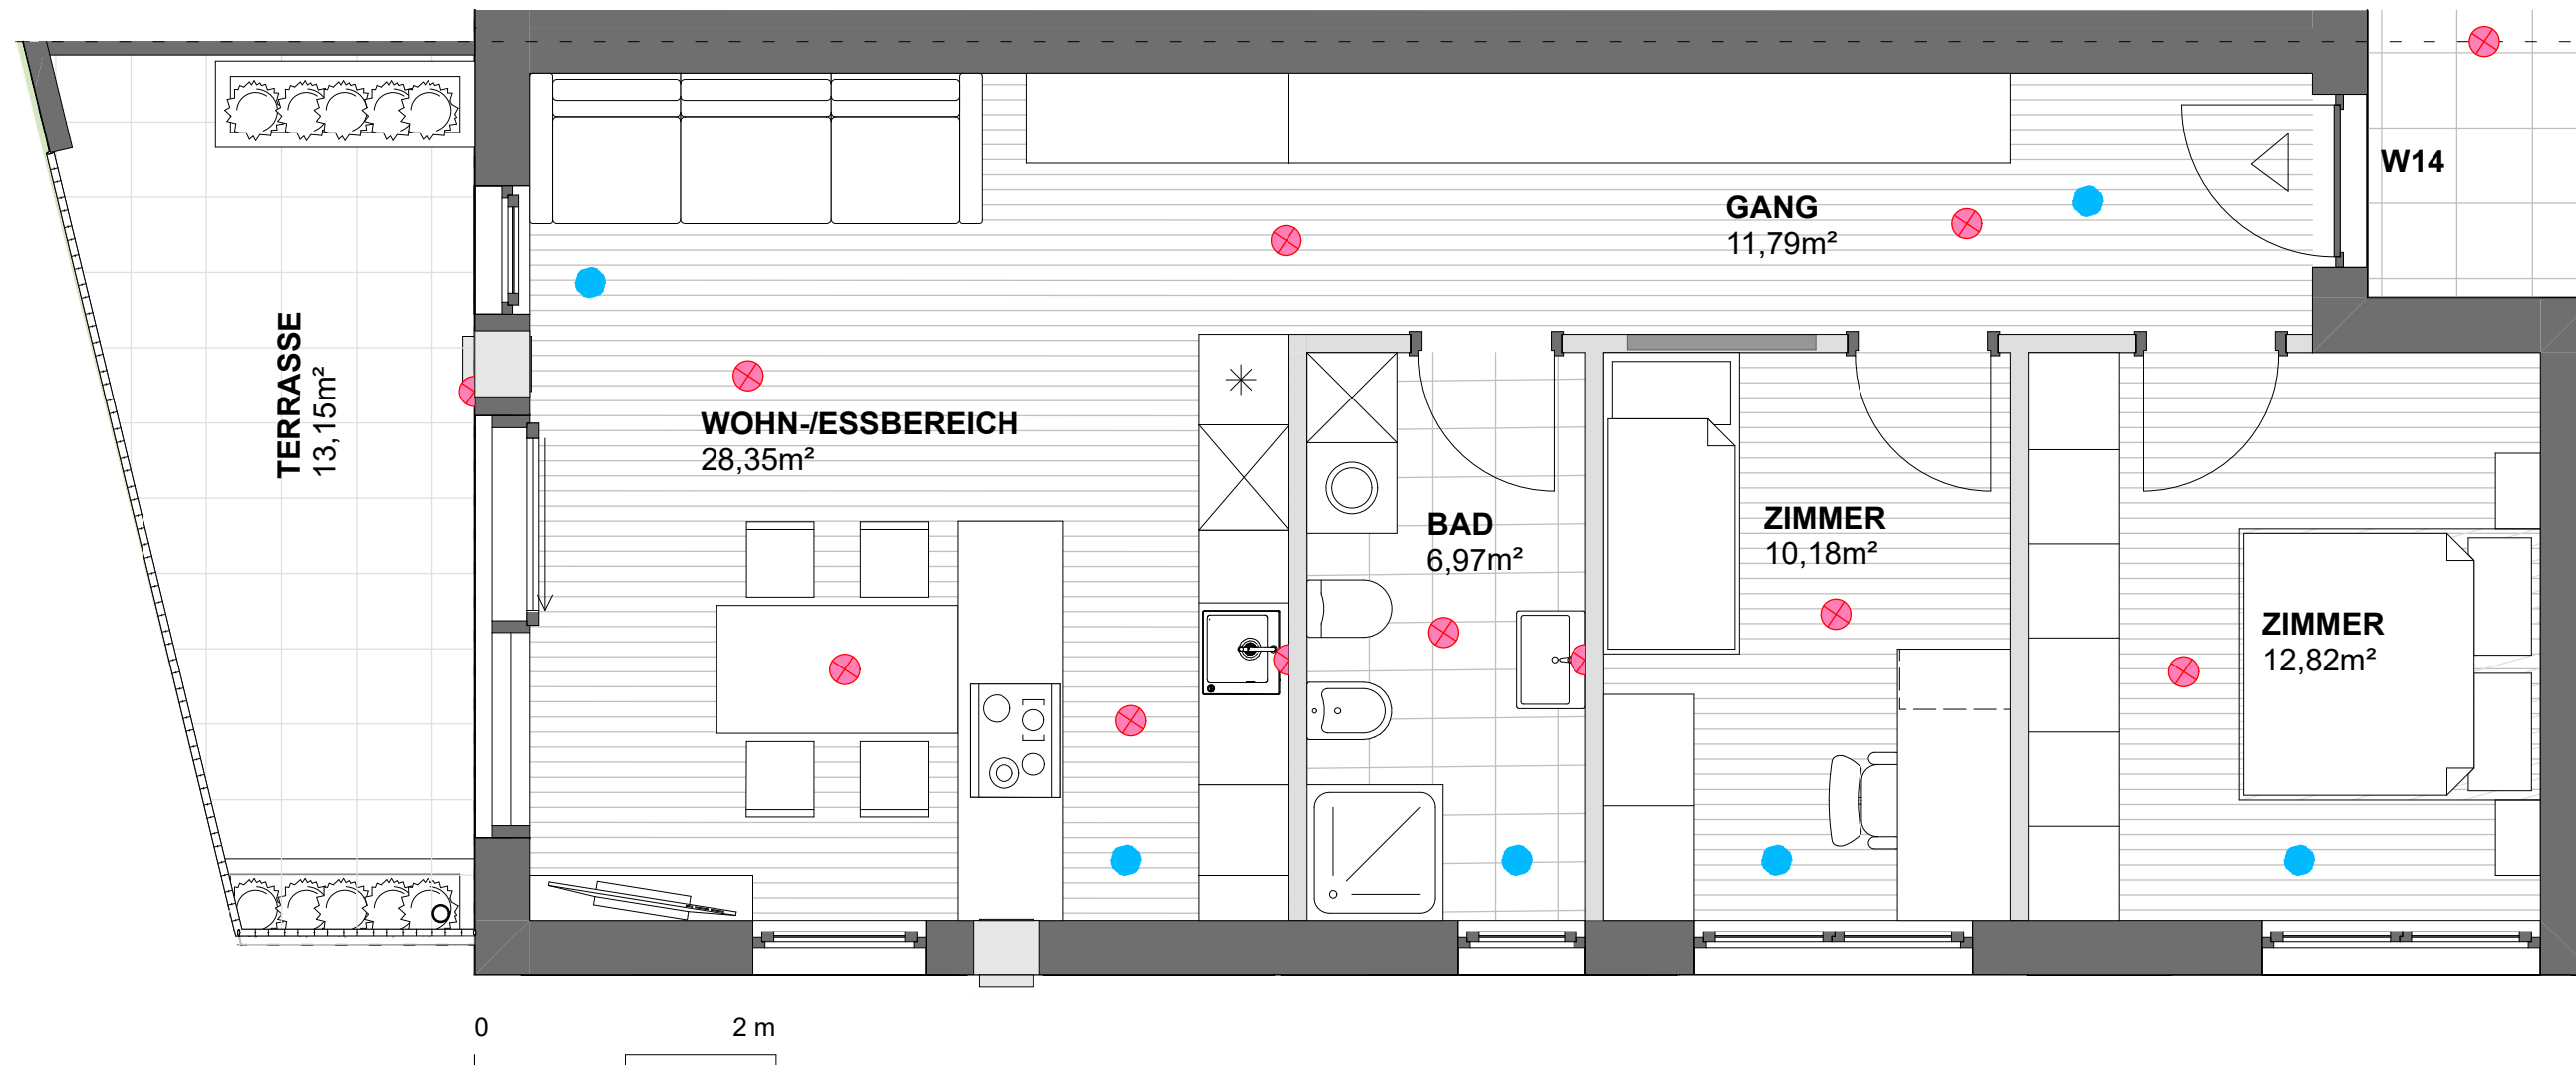 W14
GANG
11,79m²
TERRASSE
13,15m²
WOHN-/ESSBEREICH
28,35m²
BAD
6,97m²
ZIMMER
10,18m²
ZIMMER
12,82m²
0 2 m